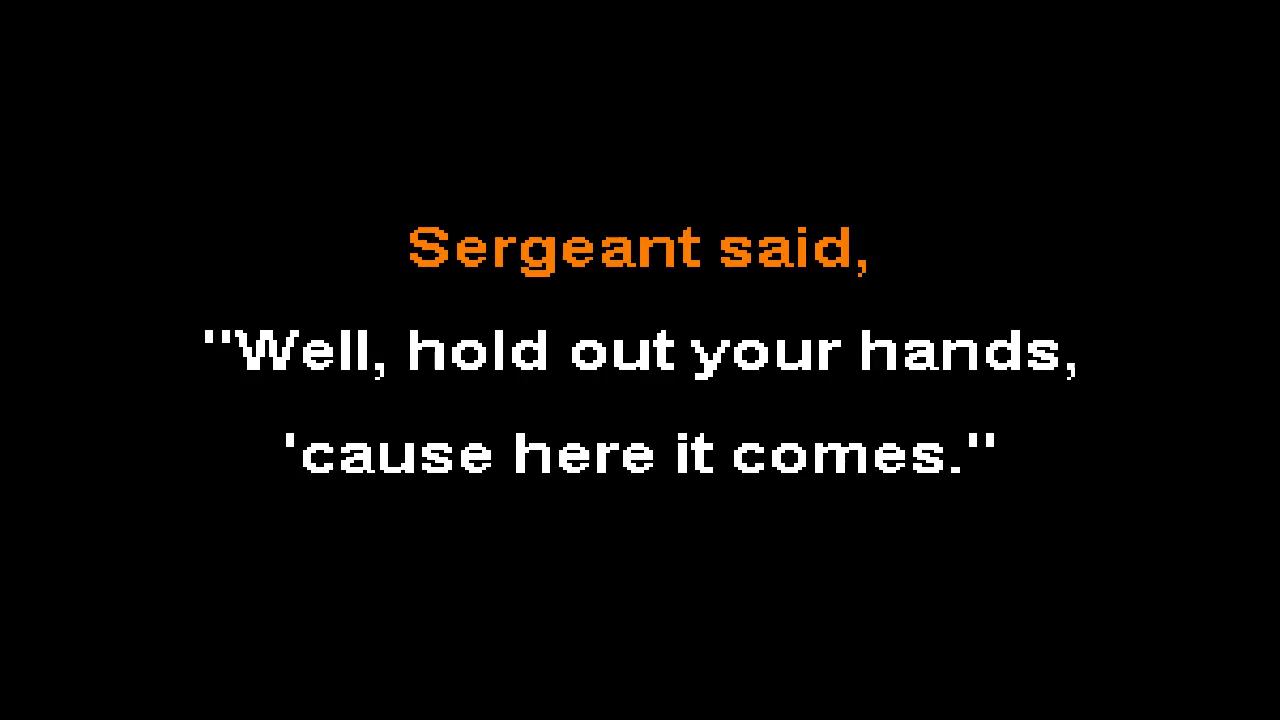 Sergeant said,
"Well, hold out your hands,
'cause here it comes."